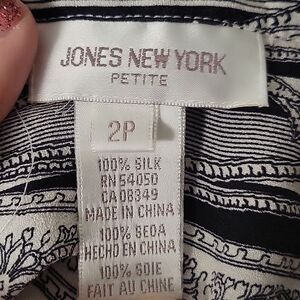 JONES NEW YORK
PETITE
2P
100% SILK
RN 54050
CA 08349
MADE IN CHINA
100% SEDA
HECHO EN CHINA
100% SOIE
FAIT AU CHINE